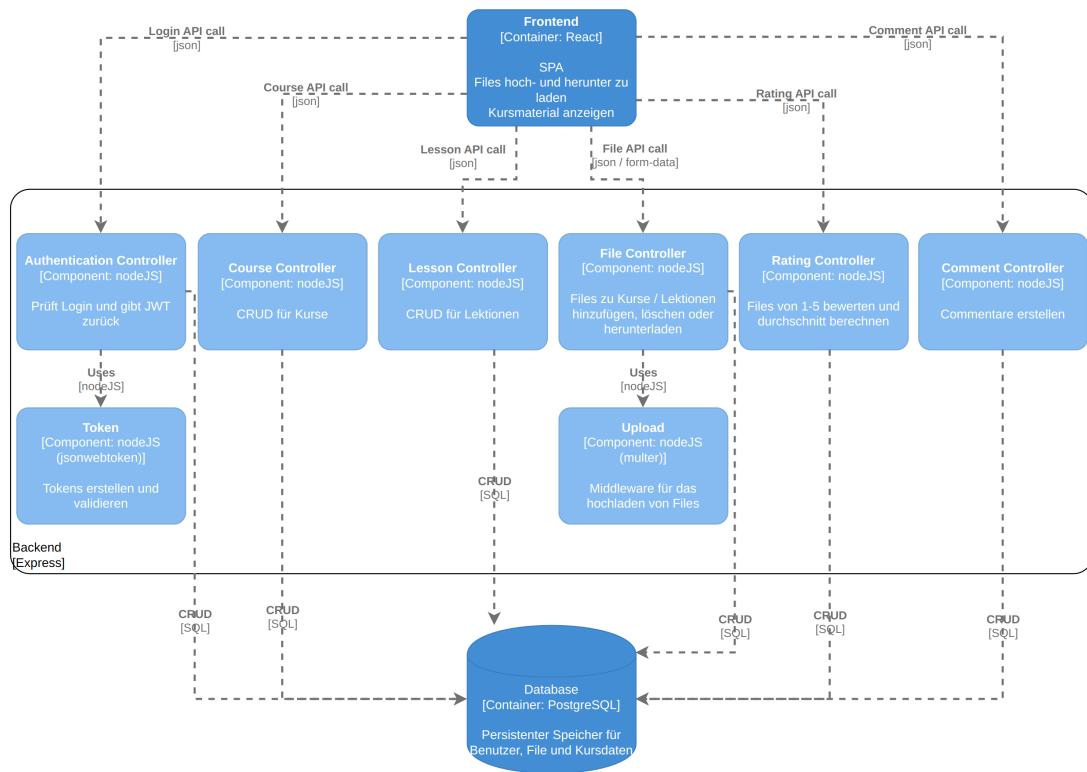 Frontend
[Container: React]
SPA
Files hoch- und herunter zu
laden
Kursmaterial anzeigen
Login API call
[json]
Course API call
[json]
Lesson API call
[json]
File API call
[json / form-data]
Rating API call
[json]
Comment API call
[json]
Authentication Controller
[Component: nodeJS]
Prüft Login und gibt JWT
zurück
Course Controller
[Component: nodeJS]
CRUD für Kurse
Lesson Controller
[Component: nodeJS]
CRUD für Lektionen
File Controller
[Component: nodeJS]
Files zu Kurse / Lektionen
hinzufügen, löschen oder
herunterladen
Rating Controller
[Component: nodeJS]
Files von 1-5 bewerten und
durchschnitt berechnen
Comment Controller
[Component: nodeJS]
Commentare erstellen
Uses
[nodeJS]
Uses
[nodeJS]
Token
[Component: nodeJS
(jsonwebtoken)]
Tokens erstellen und
validieren
Upload
[Component: nodeJS
(multer)]
Middleware für das
hochladen von Files
CRUD
[SQL]
Backend
[Express]
CRUD
[SQL]
CRUD
[SQL]
CRUD
[SQL]
CRUD
[SQL]
CRUD
[SQL]
Database
[Container: PostgreSQL]
Persistenter Speicher für
Benutzer, File und Kursdaten